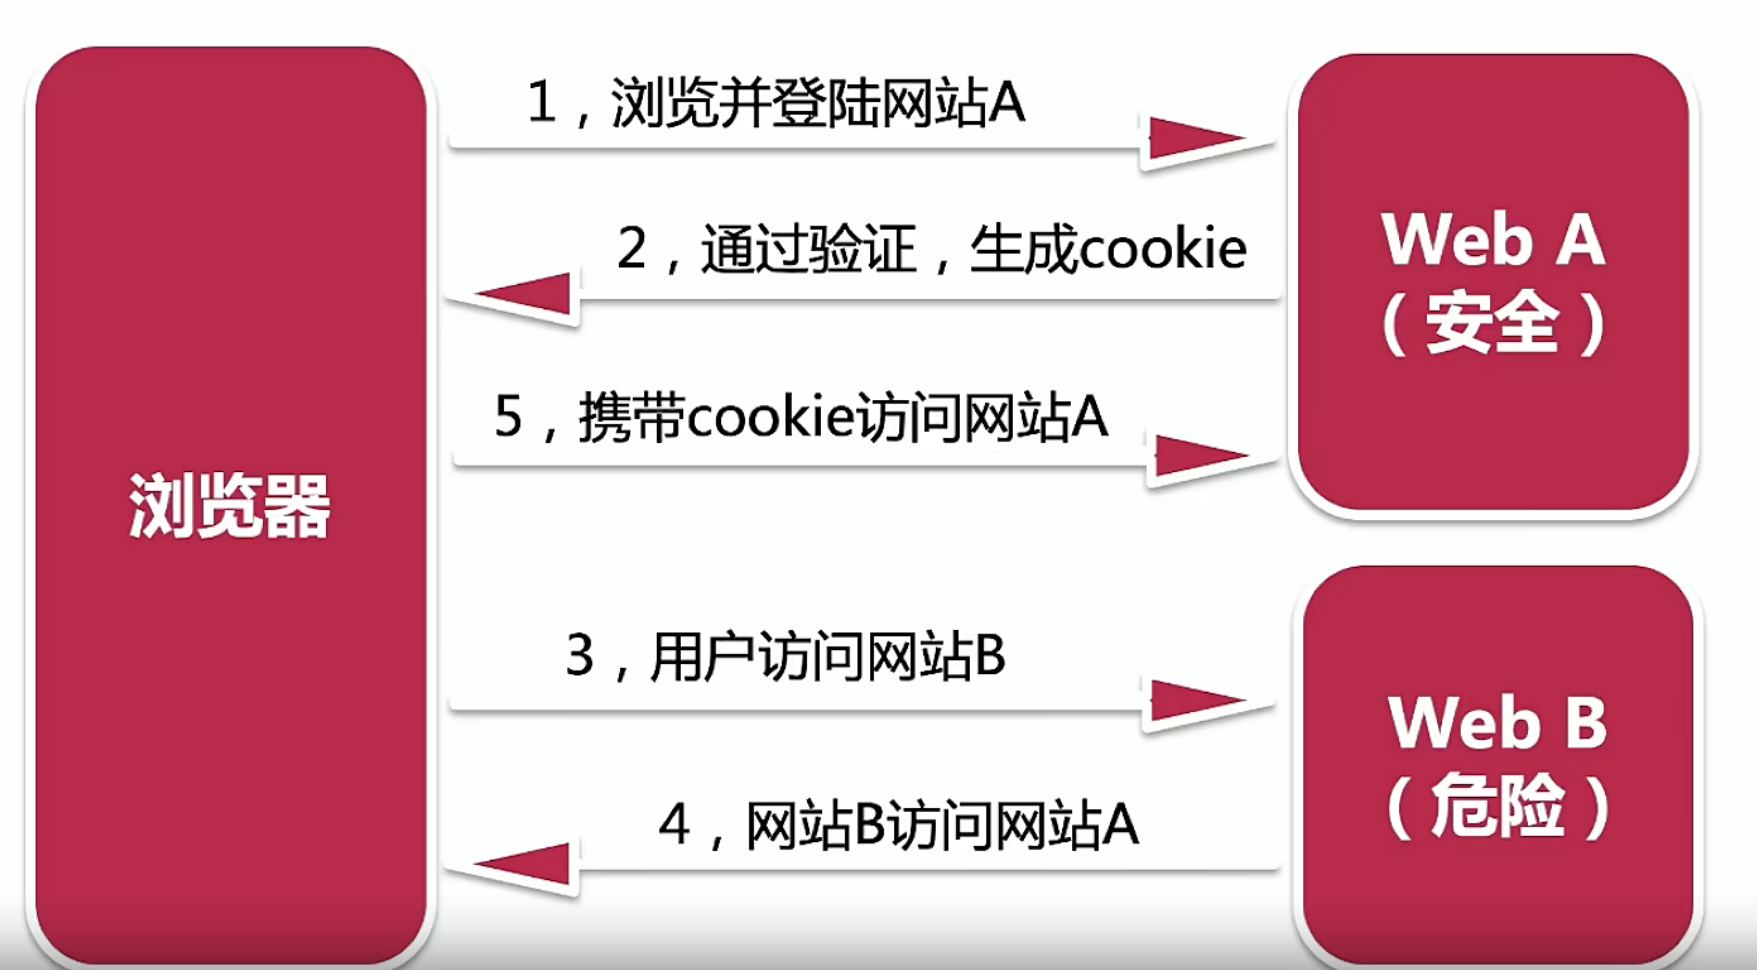 1，浏览并登陆网站A
2，通过验证，生成cookie
5，携带cookie访问网站A
3，用户访问网站B
4，网站B访问网站A
浏览器
Web A
（安全）
Web B
（危险）